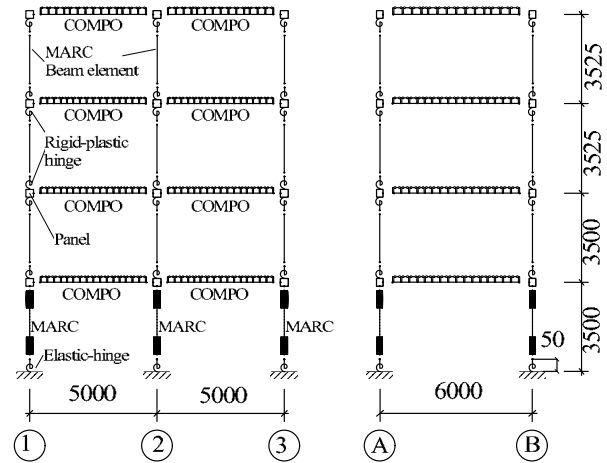 COMPO COMPO
MARC
Beam element
3525
COMPO COMPO
Rigid-plastic
hinge
3525
COMPO COMPO
Panel
3500
COMPO COMPO
MARC MARC MARC
3500
50
Elastic-hinge
5000 5000 6000
1 2 3 A B